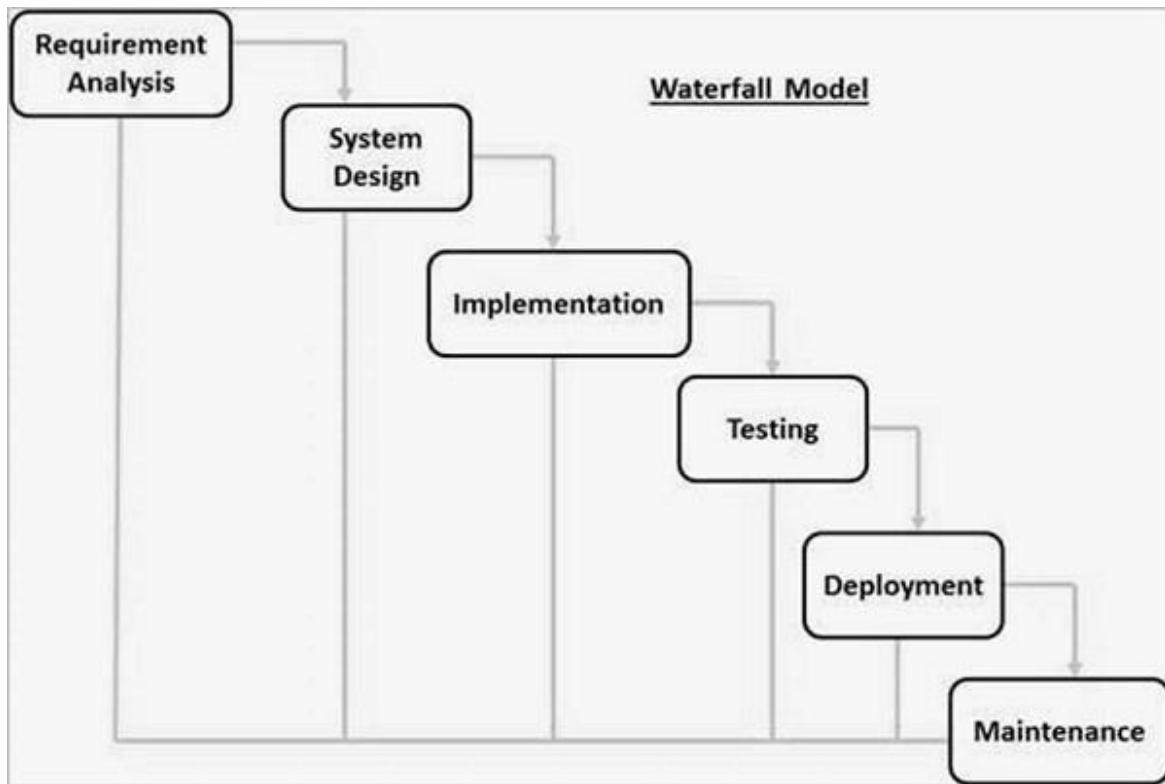 Requirement
Analysis
Waterfall Model
System
Design
Implementation
Testing
Deployment
Maintenance